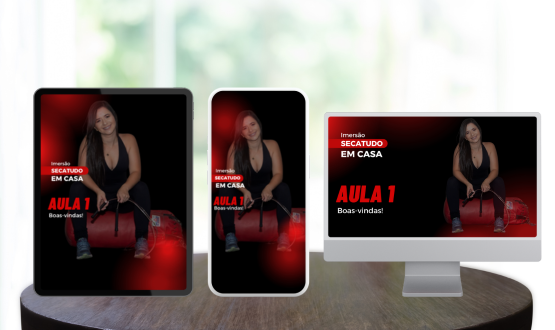 Imersão
SECATUDO
EM CASA
AULA 1
Boas-vindas!
Imersão
SECATUDO
EM CASA
AULA 1
Boas-vindas!
Imersão
SECATUDO
EM CASA
AULA 1
Boas-vindas!